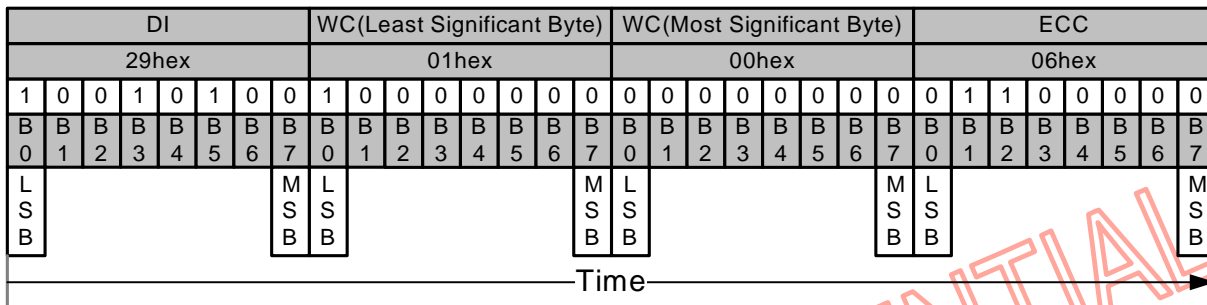 DI WC(Least Significant Byte) WC(Most Significant Byte) ECC
29hex 01hex 00hex 06hex
1 0 0 1 0 1 0 0 1 0 0 0 0 0 0 0 0 0 0 0 0 0 0 0 0 1 1 0 0 0 0 0
B0 B1 B2 B3 B4 B5 B6 B7 B0 B1 B2 B3 B4 B5 B6 B7 B0 B1 B2 B3 B4 B5 B6 B7 B0 B1 B2 B3 B4 B5 B6 B7
LSB MSB LSB MSB LSB MSB LSB MSB
Time